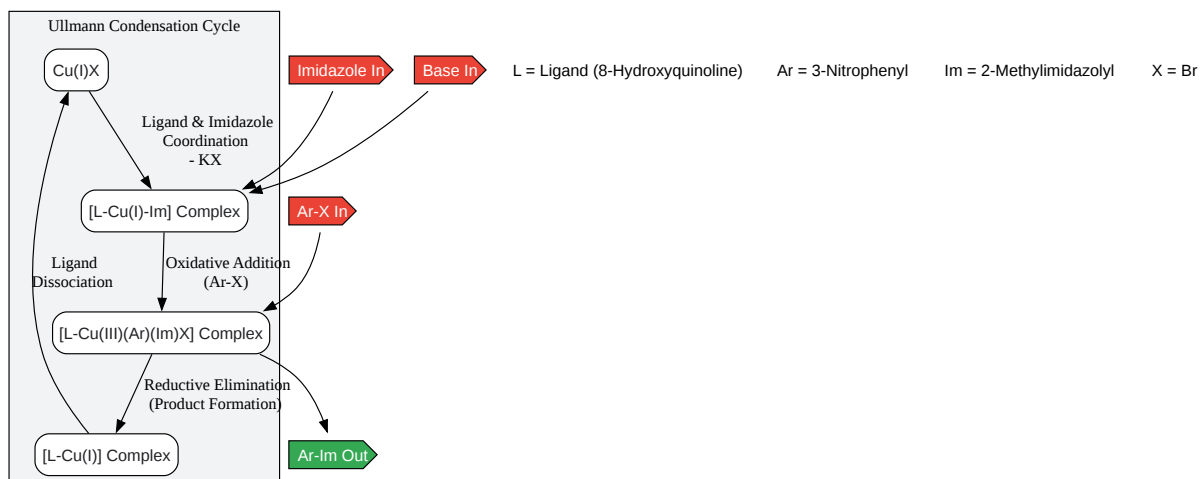 Ullmann Condensation Cycle
Cu(I)X
Imidazole In
Base In
L = Ligand (8-Hydroxyquinoline)
Ar = 3-Nitrophenyl
Im = 2-Methylimidazolyl
X = Br
Ligand & Imidazole
Coordination
- KX
[L-Cu(I)-Im] Complex
Ar-X In
Ligand
Dissociation
Oxidative Addition
(Ar-X)
[L-Cu(III)(Ar)(Im)X] Complex
Reductive Elimination
(Product Formation)
[L-Cu(I)] Complex
Ar-Im Out